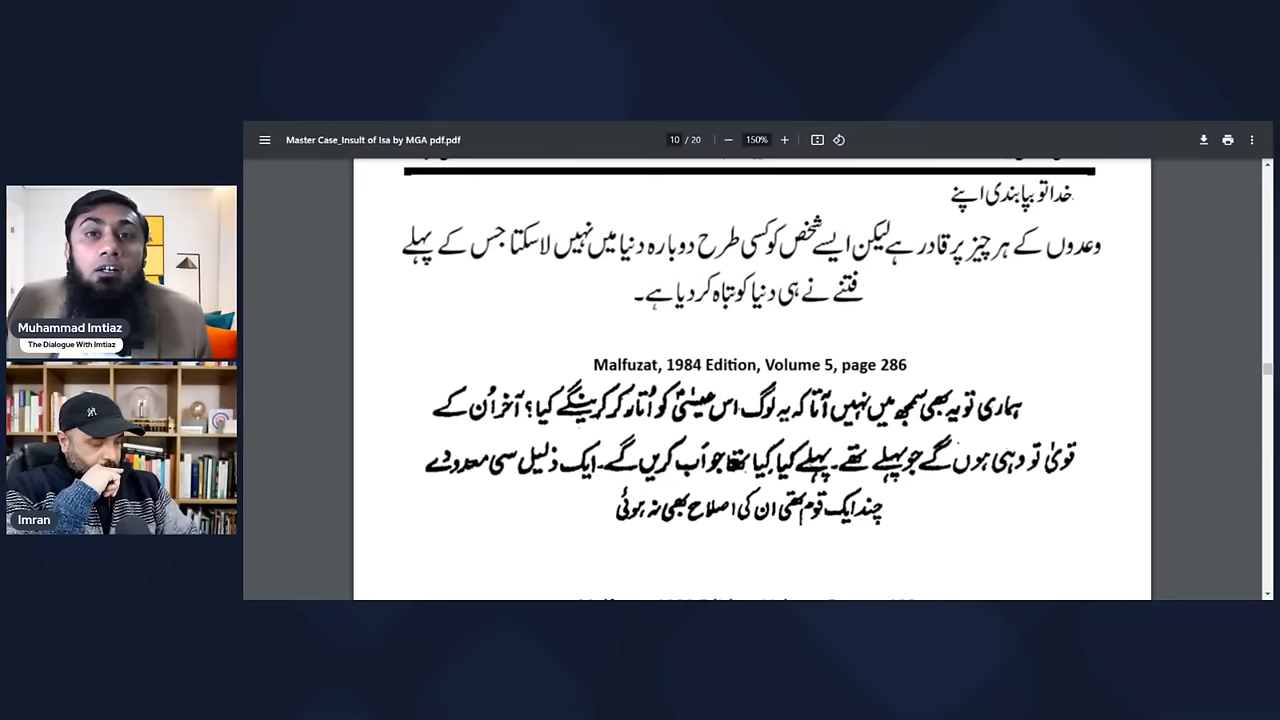 Master Case_Insult of Isa by MGA pdf.pdf
10 / 20
150%
خدا تو بپابندی اپنے
وعدوں کے ہر چیز پر قادر ہے لیکن ایسے شخص کو کسی طرح دوبارہ دنیا میں نہیں لا سکتا جس کے پہلے
فتنے نے ہی دنیا کو تباہ کر دیا ہے۔
Malfuzat, 1984 Edition, Volume 5, page 286
ہماری تو یہ بھی سمجھ میں نہیں آتا کہ یہ لوگ اس عیسیٰؑ کو اُتار کر کرینگے کیا؟ آخر اُن کے
قویٰ تو وہی ہوں گے جو پہلے تھے۔ پہلے کیا کِیا تھا جو اَب کریں گے۔ ایک ذلیل سی معدودے
چند ایک قوم تھی ان کی اصلاح بھی نہ ہوئی
Muhammad Imtiaz
The Dialogue With Imtiaz
Imran